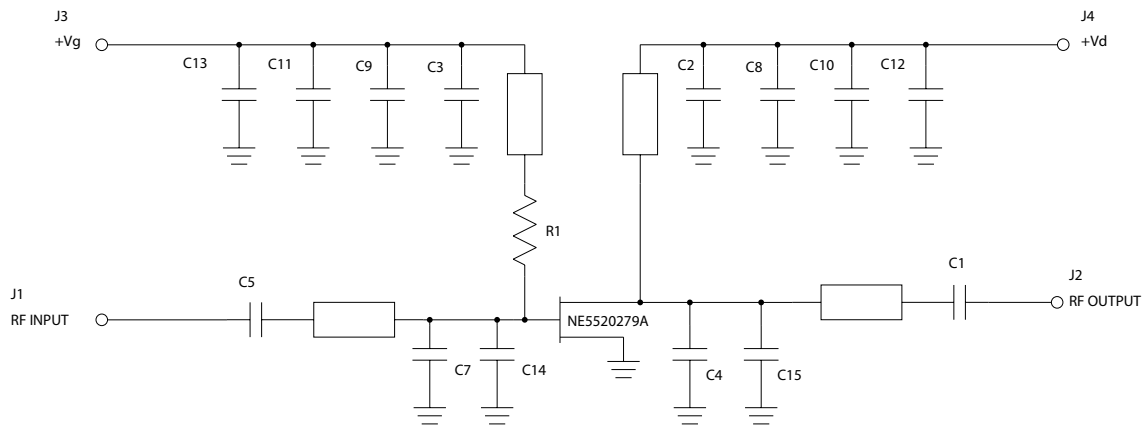 J3
+Vg
C13
C11
C9
C3
C2
C8
C10
C12
J4
+Vd
R1
C5
J1
RF INPUT
NE5520279A
C1
J2
RF OUTPUT
C7
C14
C4
C15